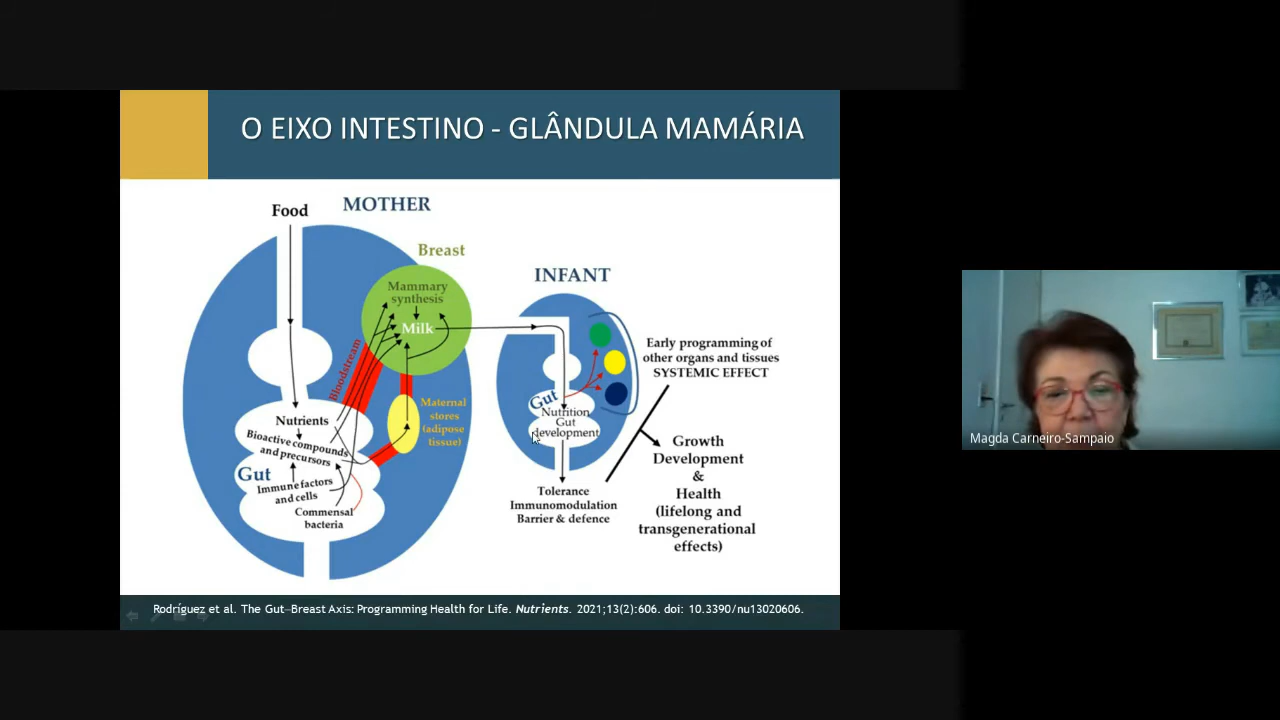 O EIXO INTESTINO - GLÂNDULA MAMÁRIA
Food
MOTHER
Breast
Mammary
synthesis
Milk
Bloodstream
Maternal
stores
(adipose
tissue)
Nutrients
Bioactive compounds
and precursors
Gut
Immune factors
and cells
Commensal
bacteria
INFANT
Gut
Nutrition
Gut
development
Tolerance
Immunomodulation
Barrier & defence
Early programming of
other organs and tissues
SYSTEMIC EFFECT
Growth
Development
&
Health
(lifelong and
transgenerational
effects)
Rodríguez et al. The Gut–Breast Axis: Programming Health for Life. Nutrients. 2021;13(2):606. doi: 10.3390/nu13020606.
Magda Carneiro-Sampaio